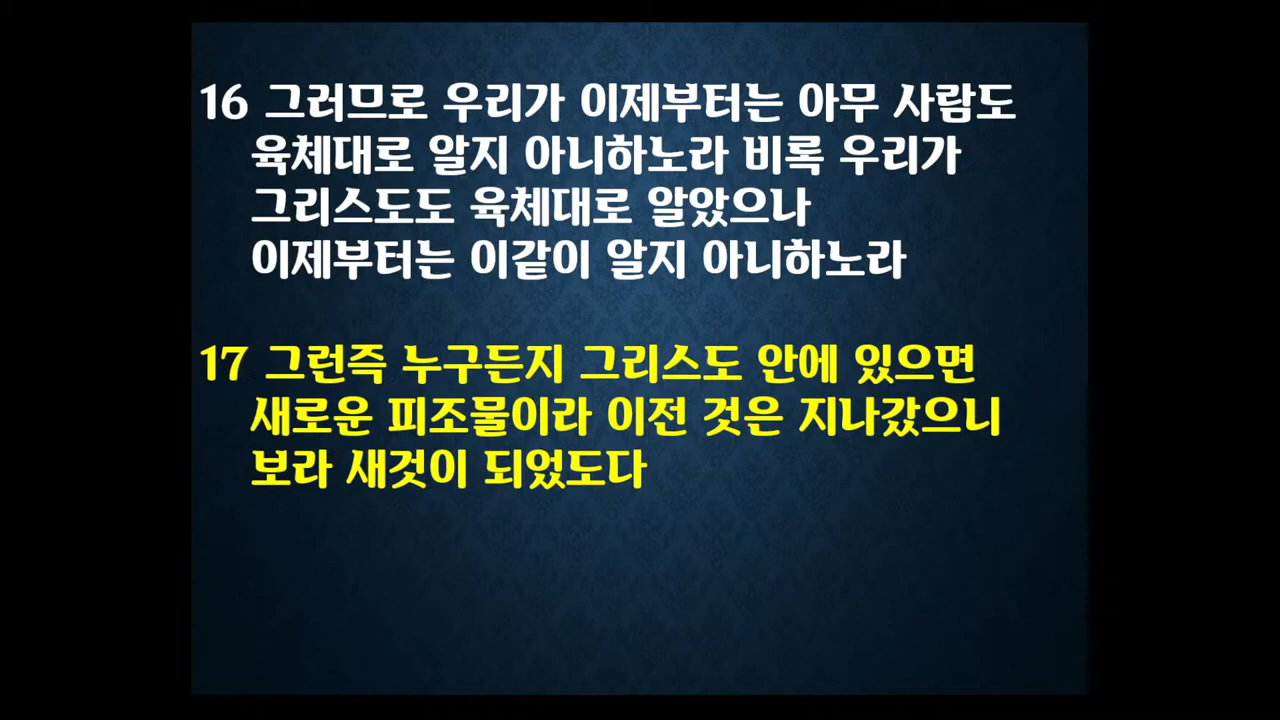 16 그러므로 우리가 이제부터는 아무 사람도
육체대로 알지 아니하노라 비록 우리가
그리스도도 육체대로 알았으나
이제부터는 이같이 알지 아니하노라
17 그런즉 누구든지 그리스도 안에 있으면
새로운 피조물이라 이전 것은 지나갔으니
보라 새것이 되었도다